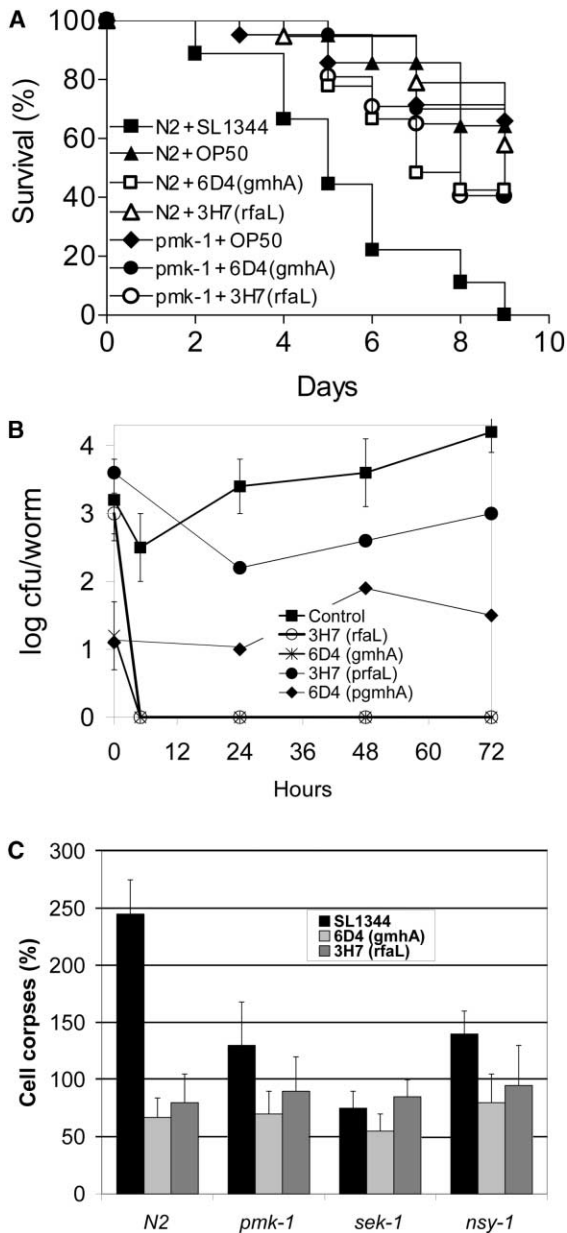 A
Survival (%)
100
80
60
40
20
0
N2+SL1344
N2+OP50
N2+6D4(gmhA)
N2+3H7(rfaL)
pmk-1+OP50
pmk-1+6D4(gmhA)
pmk-1+3H7(rfaL)
0 2 4 6 8 10
Days
B
log cfu/worm
4
3
2
1
0
Control
3H7 (rfaL)
6D4 (gmhA)
3H7 (prfaL)
6D4 (pgmhA)
0 12 24 36 48 60 72
Hours
C
Cell corpses (%)
300
250
200
150
100
50
0
SL1344
6D4 (gmhA)
3H7 (rfaL)
N2 pmk-1 sek-1 nsy-1